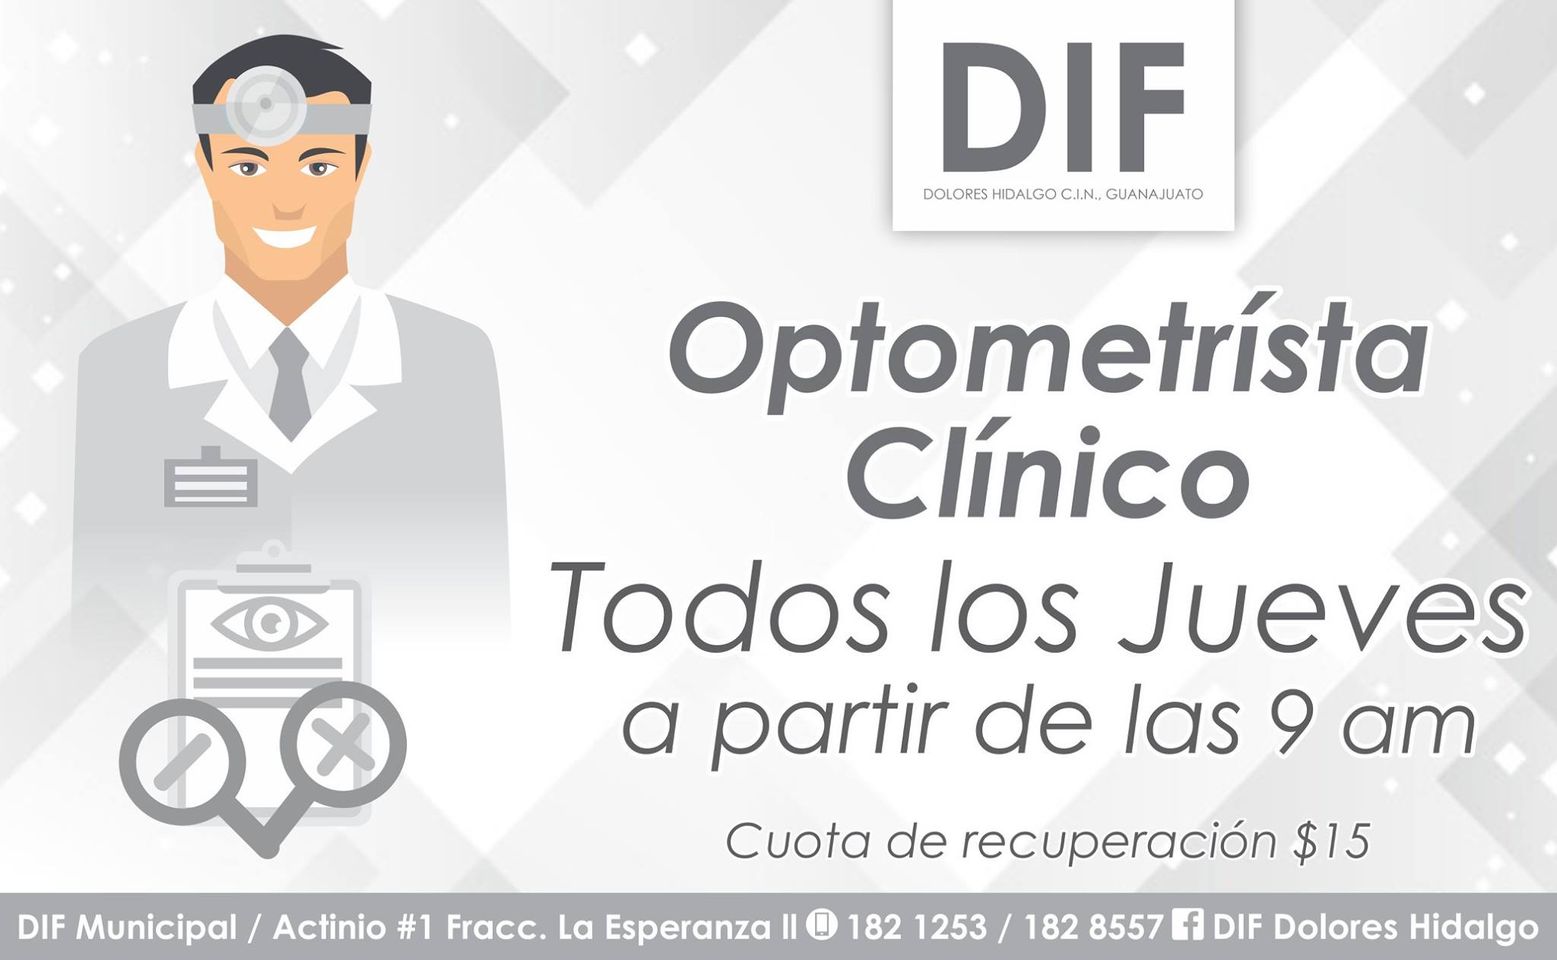 DIF
DOLORES HIDALGO C.I.N., GUANAJUATO
Optometrísta
Clínico
Todos los Jueves
a partir de las 9 am
Cuota de recuperación $15
DIF Municipal / Actinio #1 Fracc. La Esperanza II 182 1253 / 182 8557 DIF Dolores Hidalgo